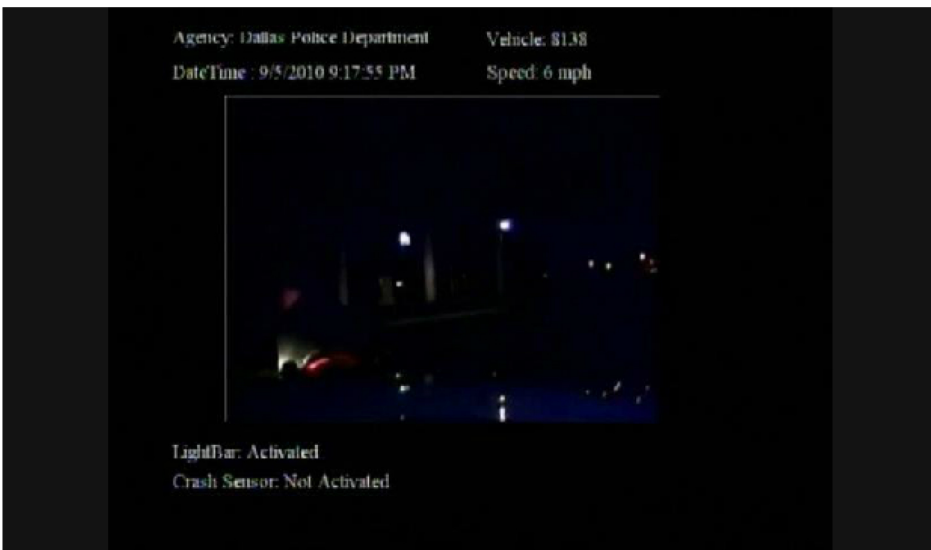 Agency: Dallas Police Department
Vehicle: 8138
DateTime : 9/5/2010 9:17:55 PM
Speed: 6 mph
LightBar: Activated
Crash Sensor: Not Activated